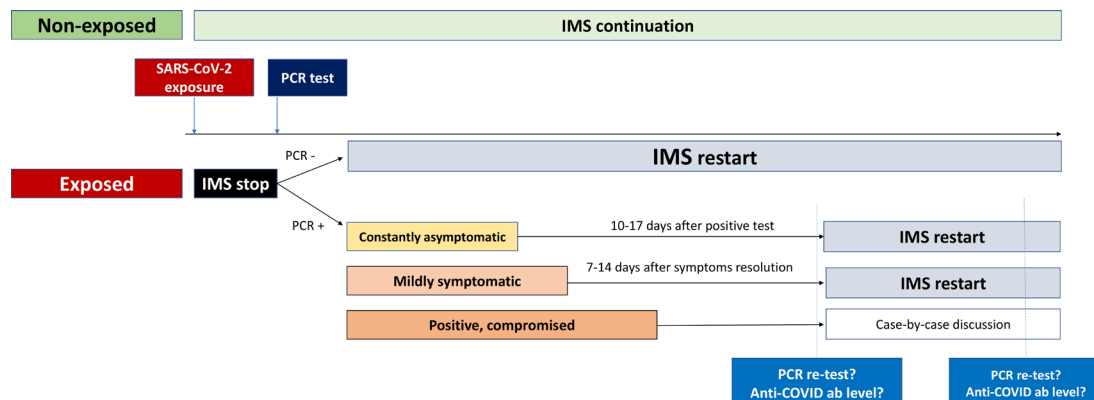 Non-exposed
IMS continuation
SARS-CoV-2
exposure
PCR test
PCR -
IMS restart
Exposed
IMS stop
PCR +
Constantly asymptomatic
10-17 days after positive test
IMS restart
Mildly symptomatic
7-14 days after symptoms resolution
IMS restart
Positive, compromised
Case-by-case discussion
PCR re-test?
Anti-COVID ab level?
PCR re-test?
Anti-COVID ab level?